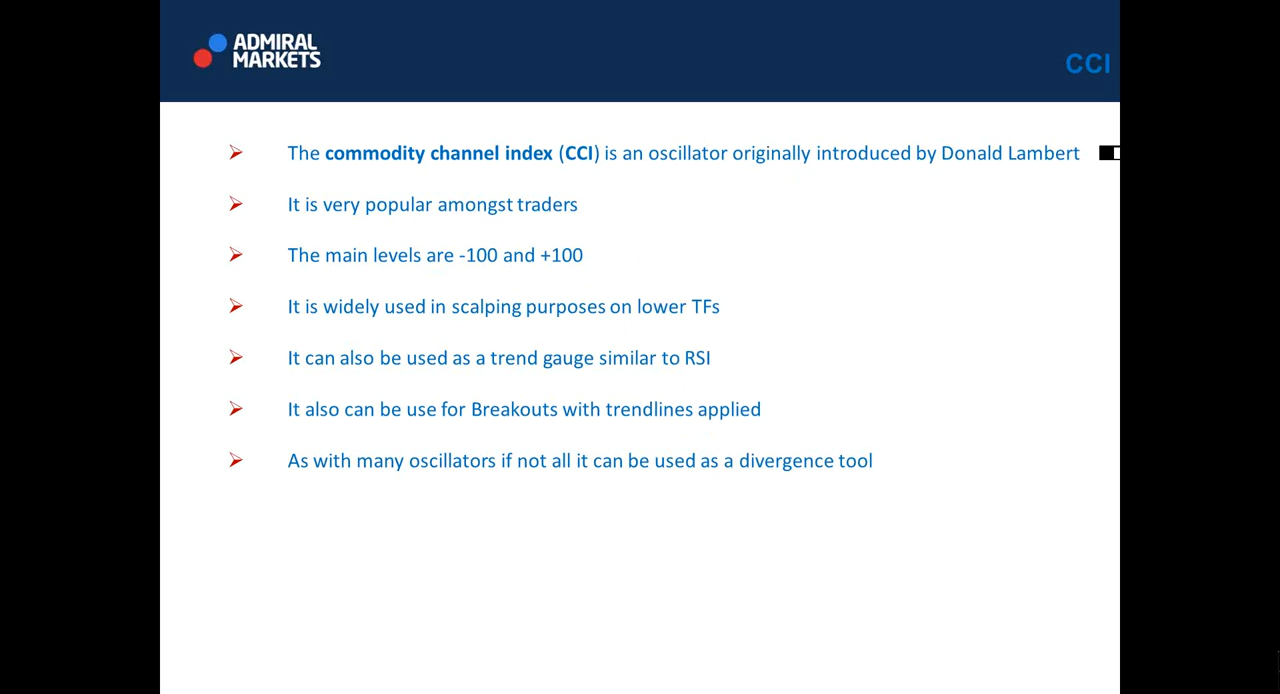 ADMIRAL
MARKETS
CCI
The commodity channel index (CCI) is an oscillator originally introduced by Donald Lambert
It is very popular amongst traders
The main levels are -100 and +100
It is widely used in scalping purposes on lower TFs
It can also be used as a trend gauge similar to RSI
It also can be use for Breakouts with trendlines applied
As with many oscillators if not all it can be used as a divergence tool